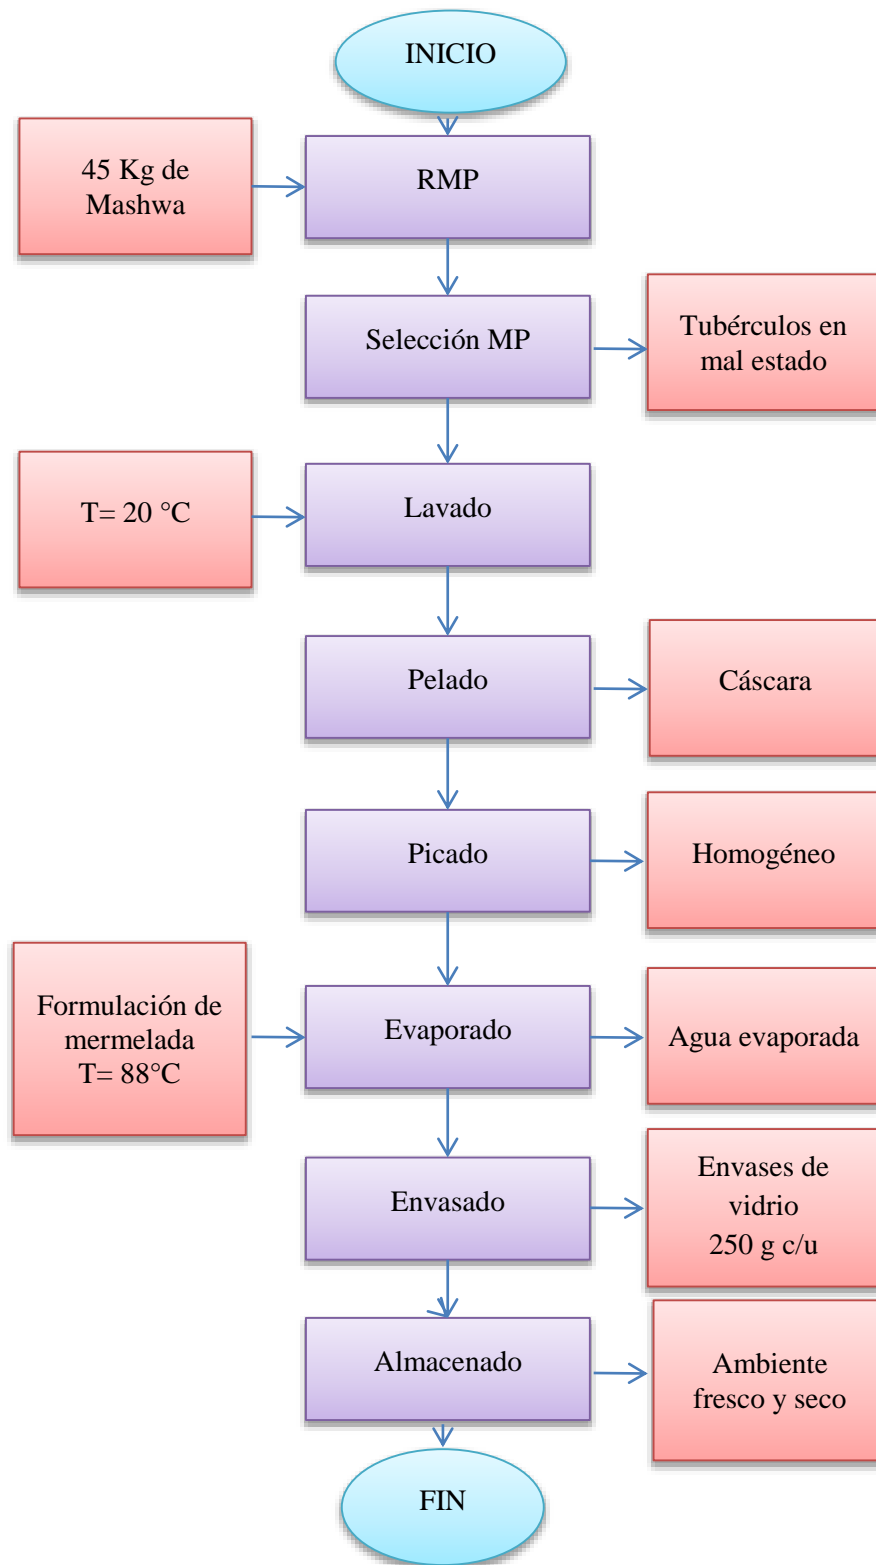 INICIO
45 Kg de
Mashwa
RMP
Selección MP
Tubérculos en
mal estado
T= 20 °C
Lavado
Pelado
Cáscara
Picado
Homogéneo
Formulación de
mermelada
T= 88°C
Evaporado
Agua evaporada
Envasado
Envases de
vidrio
250 g c/u
Almacenado
Ambiente
fresco y seco
FIN